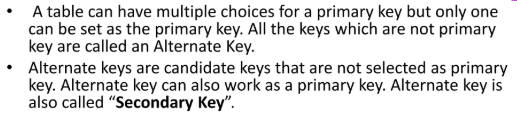 • A table can have multiple choices for a primary key but only one
can be set as the primary key. All the keys which are not primary
key are called an Alternate Key.
• Alternate keys are candidate keys that are not selected as primary
key. Alternate key can also work as a primary key. Alternate key is
also called “Secondary Key”.